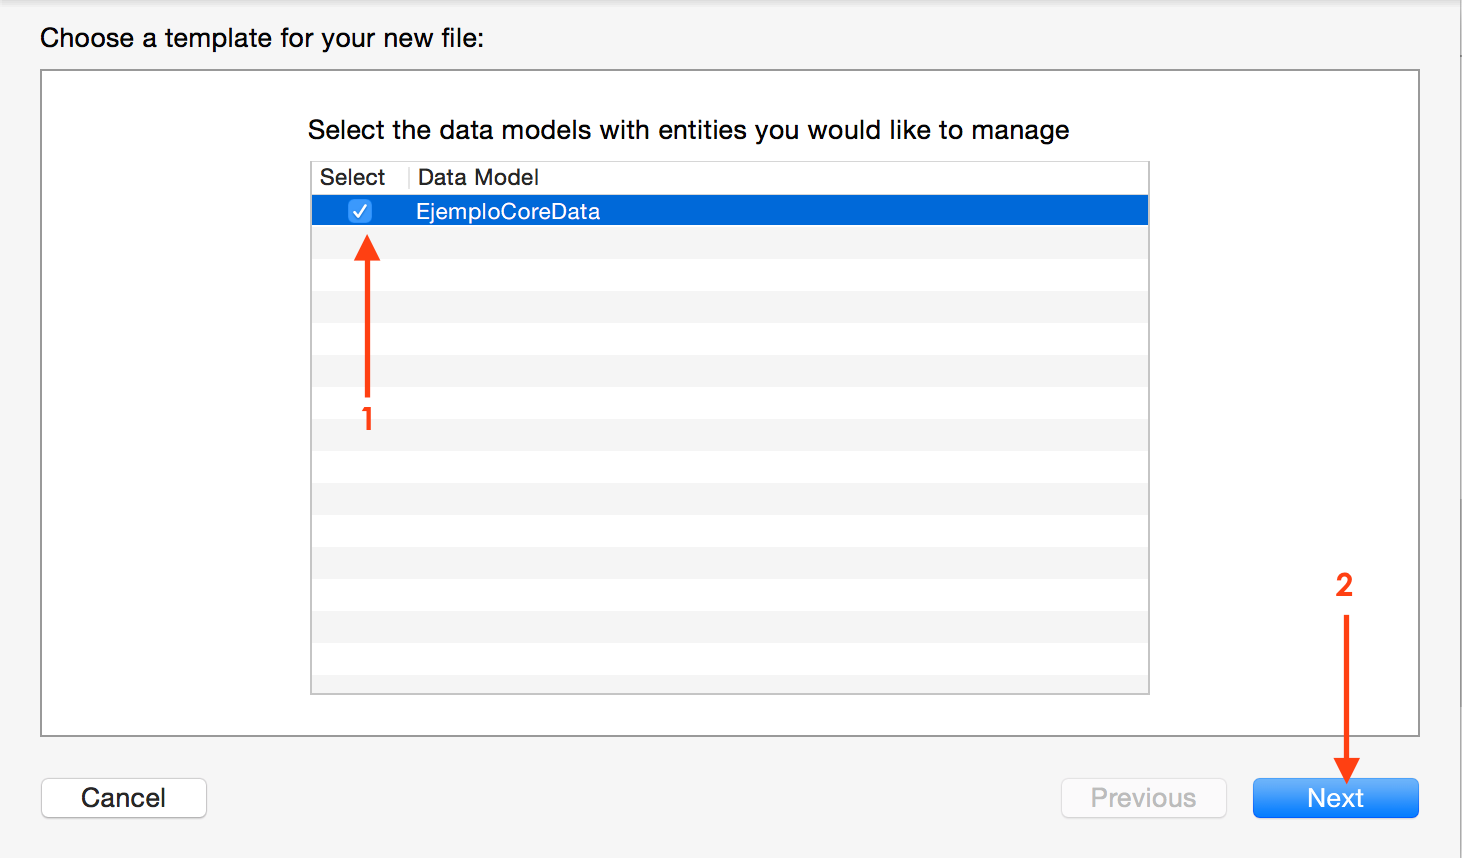 Choose a template for your new file:
Select the data models with entities you would like to manage
Select Data Model
EjemploCoreData
1
2
Cancel Previous Next